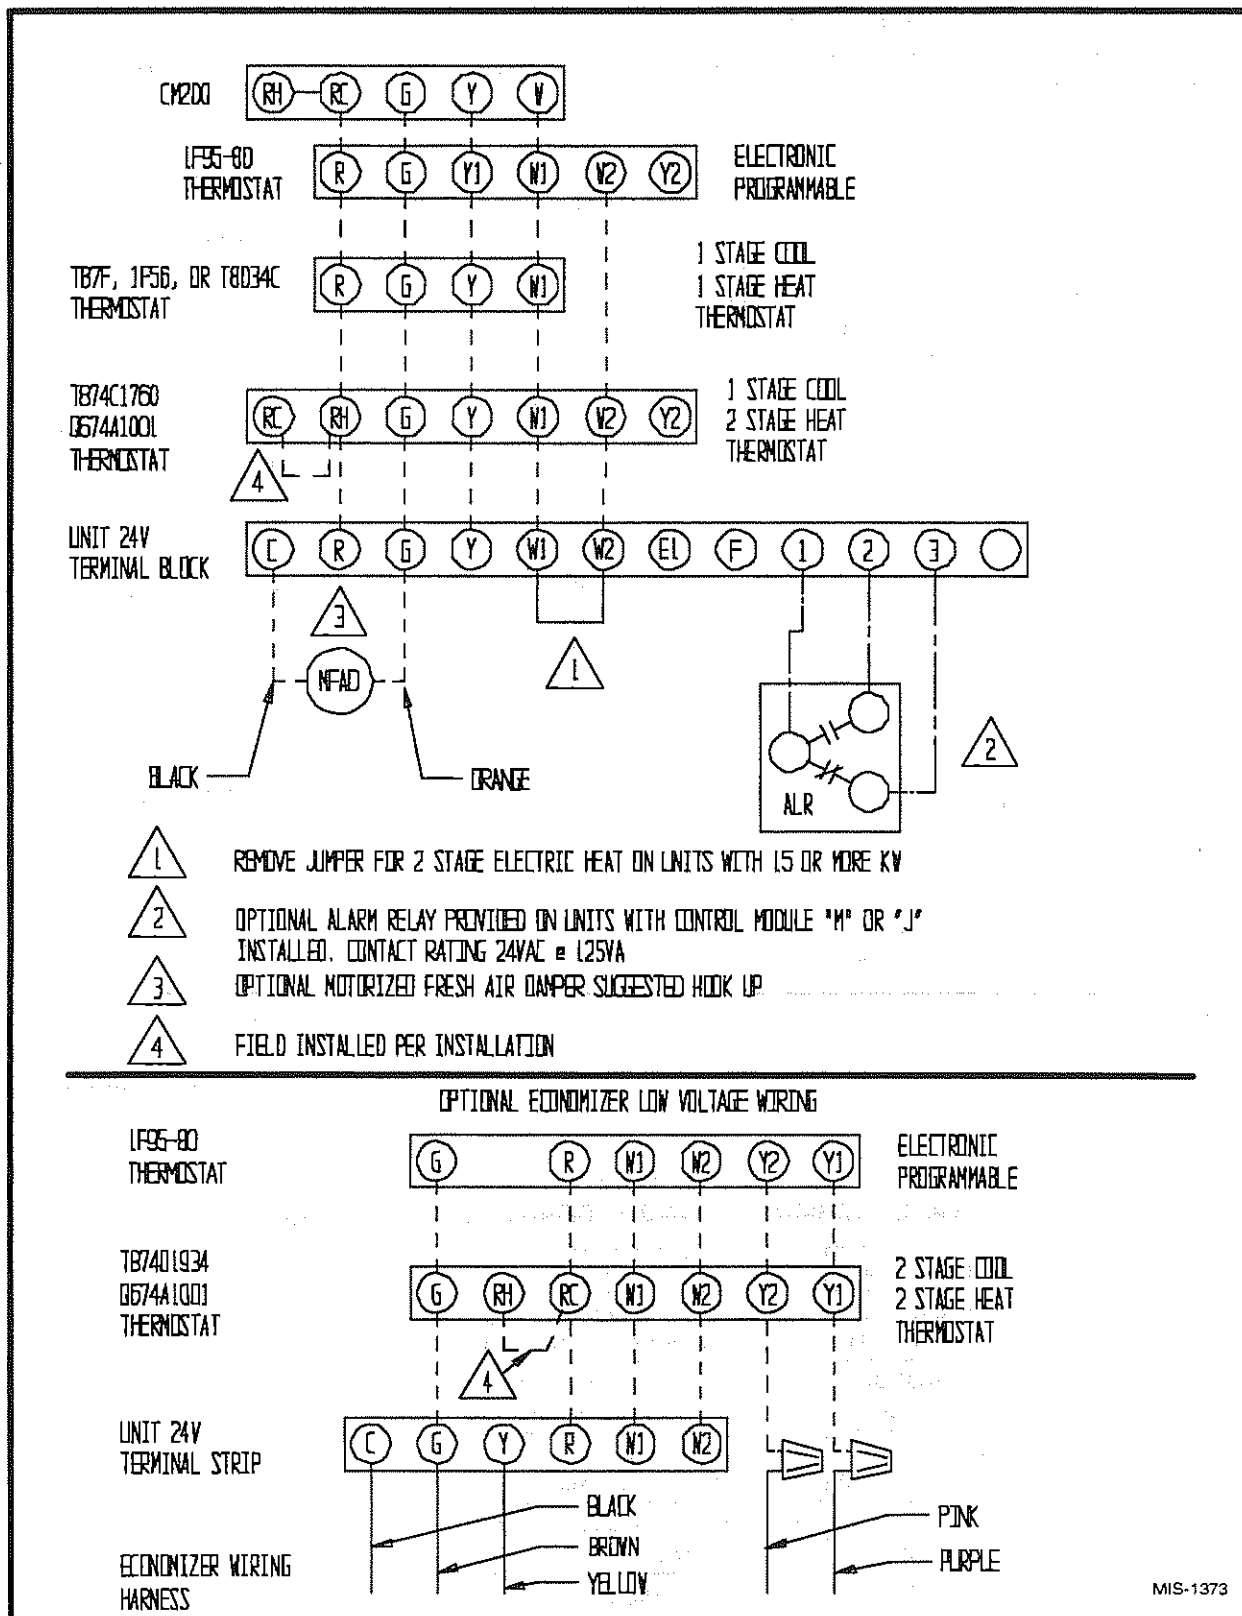 CM200 RH RC G Y W
1F95-80 THERMOSTAT R G Y1 W1 W2 Y2 ELECTRONIC PROGRAMMABLE
T87F, 1F56, OR T8034C THERMOSTAT R G Y W1
1 STAGE COOL
1 STAGE HEAT
THERMOSTAT
T874C1760
Q674A1001
THERMOSTAT
RC RH G Y W1 W2 Y2
1 STAGE COOL
2 STAGE HEAT
THERMOSTAT
4
UNIT 24V
TERMINAL BLOCK
C R G Y W1 W2 E1 F 1 2 3
3
1
MFAD
2
BLACK
ORANGE
ALR
1 REMOVE JUMPER FOR 2 STAGE ELECTRIC HEAT ON UNITS WITH 15 OR MORE KW
2 OPTIONAL ALARM RELAY PROVIDED ON UNITS WITH CONTROL MODULE "M" OR "J"
INSTALLED. CONTACT RATING 24VAC @ 1.25VA
3 OPTIONAL MOTORIZED FRESH AIR DAMPER SUGGESTED HOOK UP
4 FIELD INSTALLED PER INSTALLATION
OPTIONAL ECONOMIZER LOW VOLTAGE WIRING
1F95-80
THERMOSTAT
G R W1 W2 Y2 Y1
ELECTRONIC
PROGRAMMABLE
T874D1934
Q674A1001
THERMOSTAT
G RH RC W1 W2 Y2 Y1
2 STAGE COOL
2 STAGE HEAT
THERMOSTAT
4
UNIT 24V
TERMINAL STRIP
C G Y R W1 W2
BLACK
BROWN
YELLOW
PINK
PURPLE
ECONOMIZER WIRING
HARNESS
MIS-1373